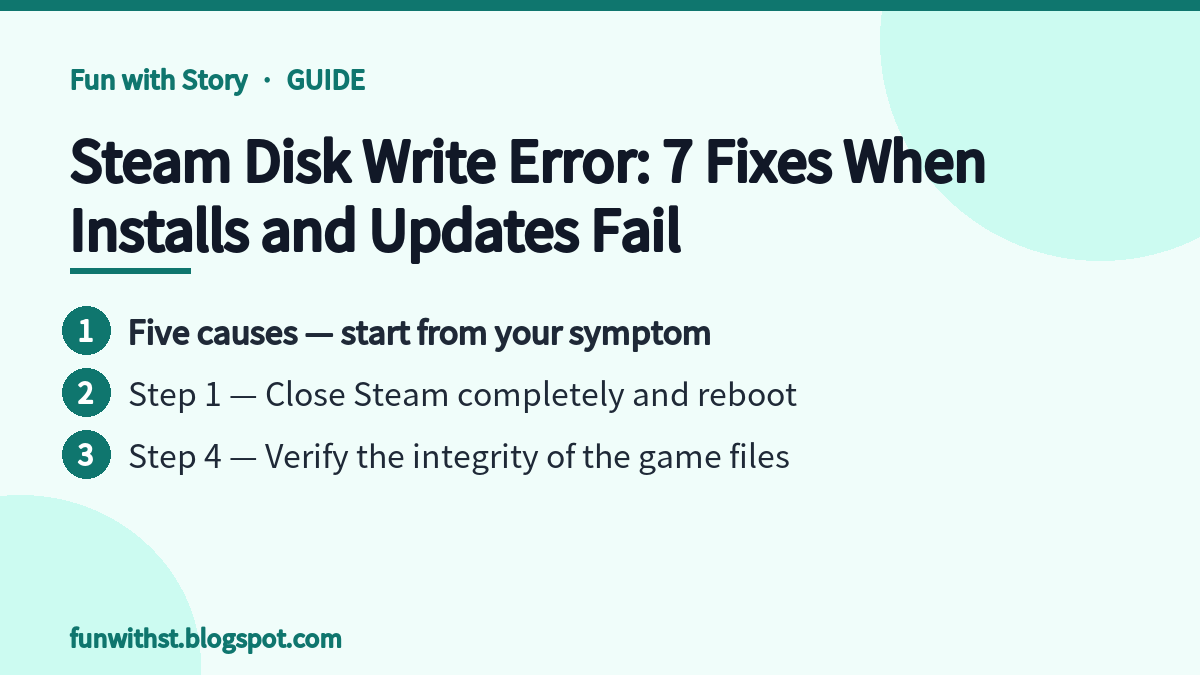 Fun with Story · GUIDE
Steam Disk Write Error: 7 Fixes When
Installs and Updates Fail
1 Five causes — start from your symptom
2 Step 1 — Close Steam completely and reboot
3 Step 4 — Verify the integrity of the game files
funwithst.blogspot.com